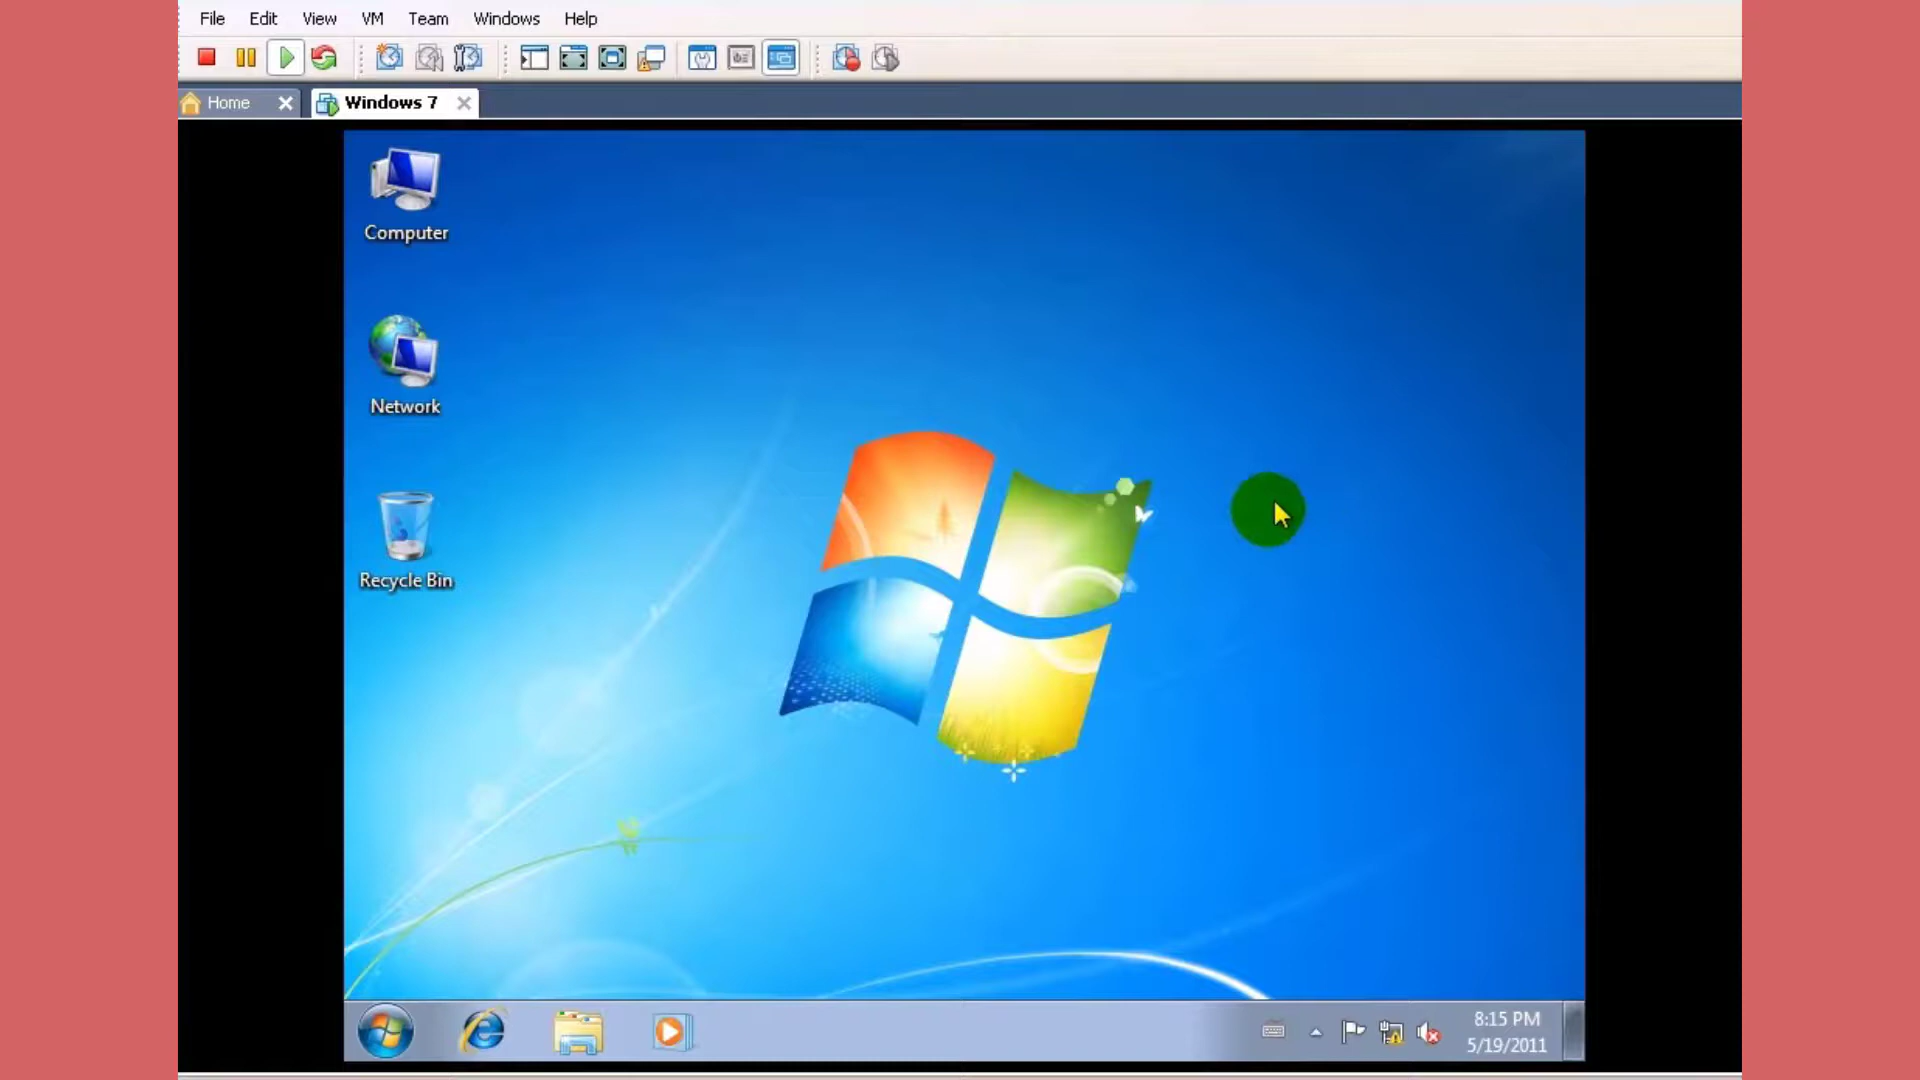 File Edit View VM Team Windows Help
Home Windows 7
Computer
Network
Recycle Bin
8:15 PM
5/19/2011